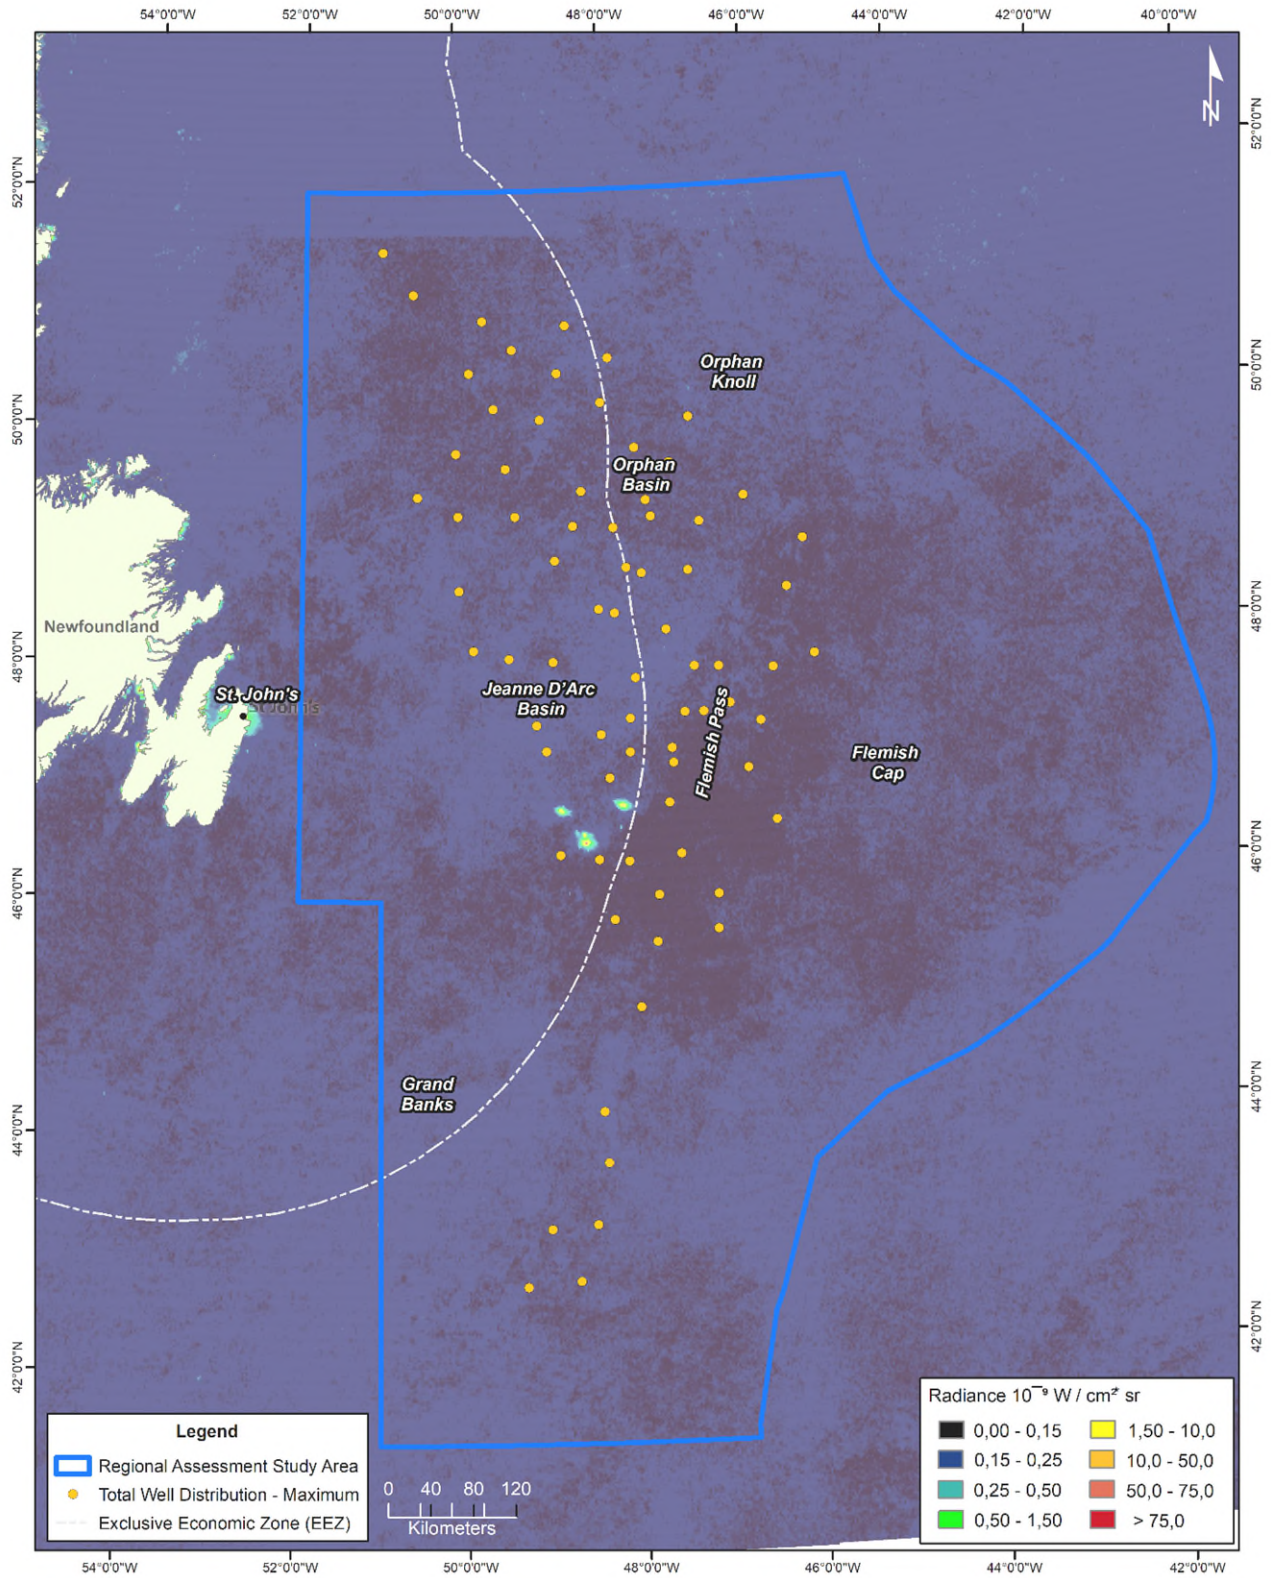 54°0'0"W 52°0'0"W 50°0'0"W 48°0'0"W 46°0'0"W 44°0'0"W 42°0'0"W 40°0'0"W
N
52°0'0"N
52°0'0"N
Orphan
Knoll
50°0'0"N
50°0'0"N
Orphan
Basin
48°0'0"N
Newfoundland
48°0'0"N
St. John's
St John's
Jeanne D'Arc
Basin
Flemish Pass
Flemish
Cap
46°0'0"N
46°0'0"N
Grand
Banks
44°0'0"N
44°0'0"N
42°0'0"N
42°0'0"N
Legend
Regional Assessment Study Area
Total Well Distribution - Maximum
Exclusive Economic Zone (EEZ)
0 40 80 120
Kilometers
Radiance 10⁻⁹ W / cm² sr
0,00 - 0,15 1,50 - 10,0
0,15 - 0,25 10,0 - 50,0
0,25 - 0,50 50,0 - 75,0
0,50 - 1,50 > 75,0
54°0'0"W 52°0'0"W 50°0'0"W 48°0'0"W 46°0'0"W 44°0'0"W 42°0'0"W